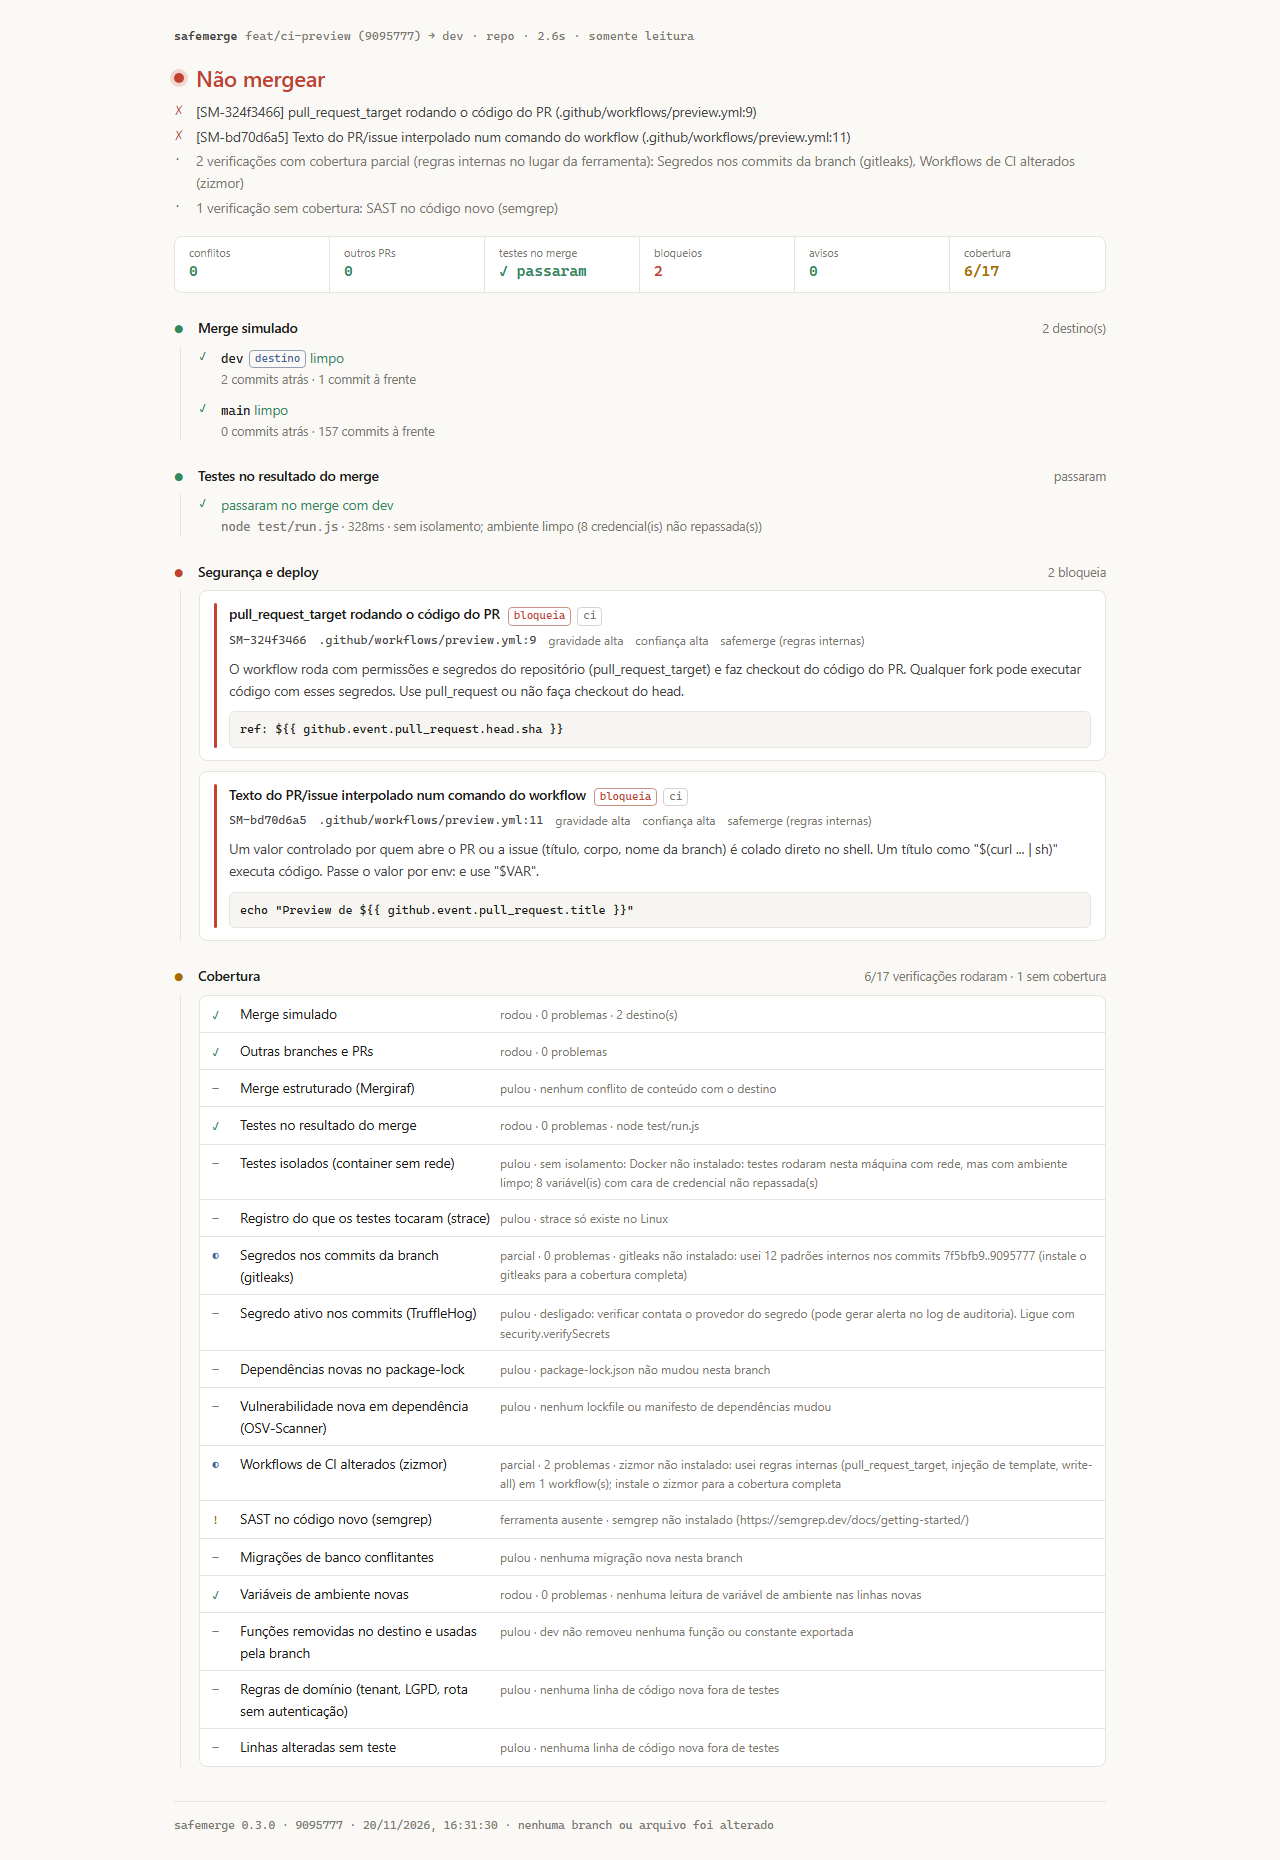 safemerge feat/ci-preview (9095777) → dev · repo · 2.6s · somente leitura
Não mergear
✗ [SM-324f3466] pull_request_target rodando o código do PR (.github/workflows/preview.yml:9)
✗ [SM-bd70d6a5] Texto do PR/issue interpolado num comando do workflow (.github/workflows/preview.yml:11)
· 2 verificações com cobertura parcial (regras internas no lugar da ferramenta): Segredos nos commits da branch (gitleaks), Workflows de CI alterados
(zizmor)
· 1 verificação sem cobertura: SAST no código novo (semgrep)
conflitos outros PRs testes no merge bloqueios avisos cobertura
0 0 ✓ passaram 2 0 6/17
Merge simulado 2 destino(s)
✓ dev destino limpo
2 commits atrás · 1 commit à frente
✓ main limpo
0 commits atrás · 157 commits à frente
Testes no resultado do merge passaram
✓ passaram no merge com dev
node test/run.js · 328ms · sem isolamento; ambiente limpo (8 credencial(is) não repassada(s))
Segurança e deploy 2 bloqueia
pull_request_target rodando o código do PR bloqueia ci
SM-324f3466 .github/workflows/preview.yml:9 gravidade alta confiança alta safemerge (regras internas)
O workflow roda com permissões e segredos do repositório (pull_request_target) e faz checkout do código do PR. Qualquer fork pode executar
código com esses segredos. Use pull_request ou não faça checkout do head.
ref: ${{ github.event.pull_request.head.sha }}
Texto do PR/issue interpolado num comando do workflow bloqueia ci
SM-bd70d6a5 .github/workflows/preview.yml:11 gravidade alta confiança alta safemerge (regras internas)
Um valor controlado por quem abre o PR ou a issue (título, corpo, nome da branch) é colado direto no shell. Um título como "$(curl ... | sh)"
executa código. Passe o valor por env: e use "$VAR".
echo "Preview de ${{ github.event.pull_request.title }}"
Cobertura 6/17 verificações rodaram · 1 sem cobertura
✓ Merge simulado rodou · 0 problemas · 2 destino(s)
✓ Outras branches e PRs rodou · 0 problemas
– Merge estruturado (Mergiraf) pulou · nenhum conflito de conteúdo com o destino
✓ Testes no resultado do merge rodou · 0 problemas · node test/run.js
– Testes isolados (container sem rede) pulou · sem isolamento: Docker não instalado: testes rodaram nesta máquina com rede, mas com ambiente
limpo; 8 variável(is) com cara de credencial não repassada(s)
– Registro do que os testes tocaram (strace) pulou · strace só existe no Linux
◐ Segredos nos commits da branch parcial · 0 problemas · gitleaks não instalado: usei 12 padrões internos nos commits 7f5bfb9..9095777 (instale o
(gitleaks) gitleaks para a cobertura completa)
– Segredo ativo nos commits (TruffleHog) pulou · desligado: verificar contata o provedor do segredo (pode gerar alerta no log de auditoria). Ligue com
security.verifySecrets
– Dependências novas no package-lock pulou · package-lock.json não mudou nesta branch
– Vulnerabilidade nova em dependência pulou · nenhum lockfile ou manifesto de dependências mudou
(OSV-Scanner)
◐ Workflows de CI alterados (zizmor) parcial · 2 problemas · zizmor não instalado: usei regras internas (pull_request_target, injeção de template, write-
all) em 1 workflow(s); instale o zizmor para a cobertura completa
! SAST no código novo (semgrep) ferramenta ausente · semgrep não instalado (https://semgrep.dev/docs/getting-started/)
– Migrações de banco conflitantes pulou · nenhuma migração nova nesta branch
✓ Variáveis de ambiente novas rodou · 0 problemas · nenhuma leitura de variável de ambiente nas linhas novas
– Funções removidas no destino e usadas pulou · dev não removeu nenhuma função ou constante exportada
pela branch
– Regras de domínio (tenant, LGPD, rota pulou · nenhuma linha de código nova fora de testes
sem autenticação)
– Linhas alteradas sem teste pulou · nenhuma linha de código nova fora de testes
safemerge 0.3.0 · 9095777 · 20/11/2026, 16:31:30 · nenhuma branch ou arquivo foi alterado